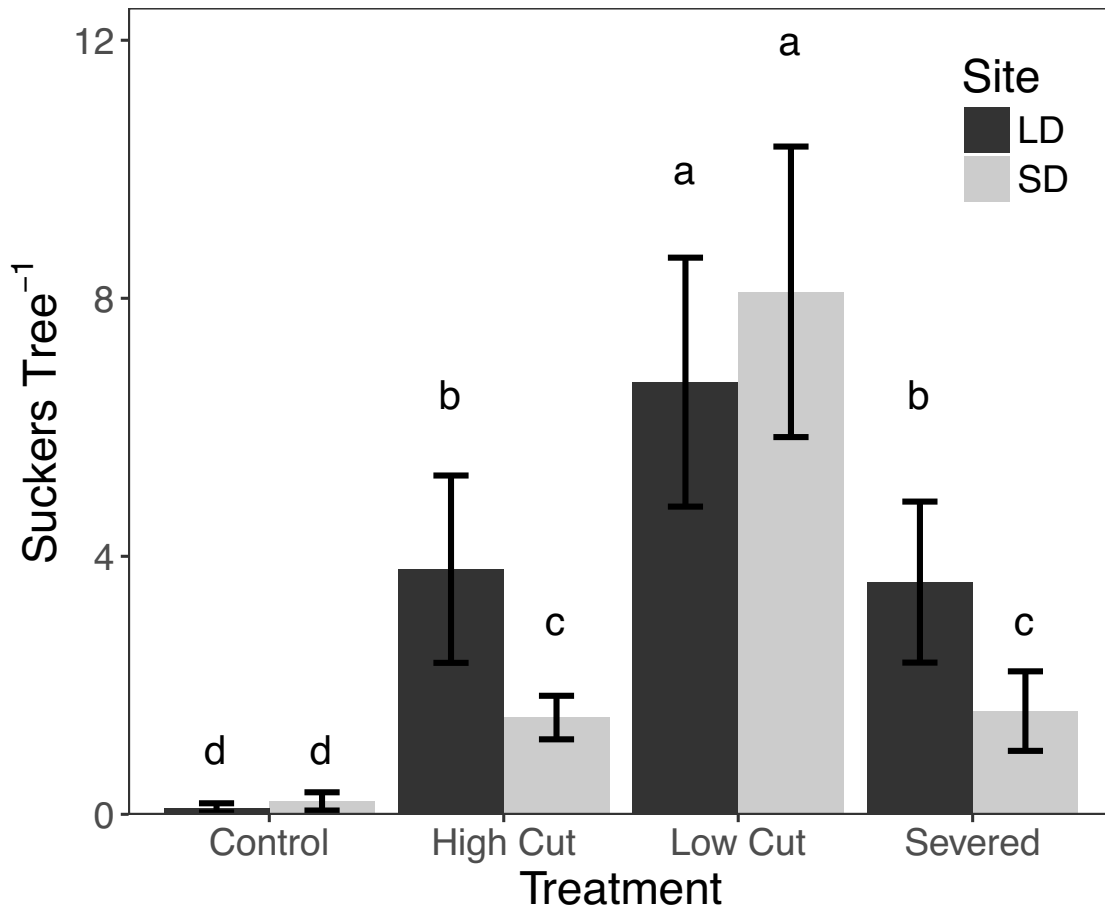 12
8
4
0
Suckers Tree⁻¹
a
a
b
b
c
c
d
d
Site
LD
SD
Control High Cut Low Cut Severed
Treatment